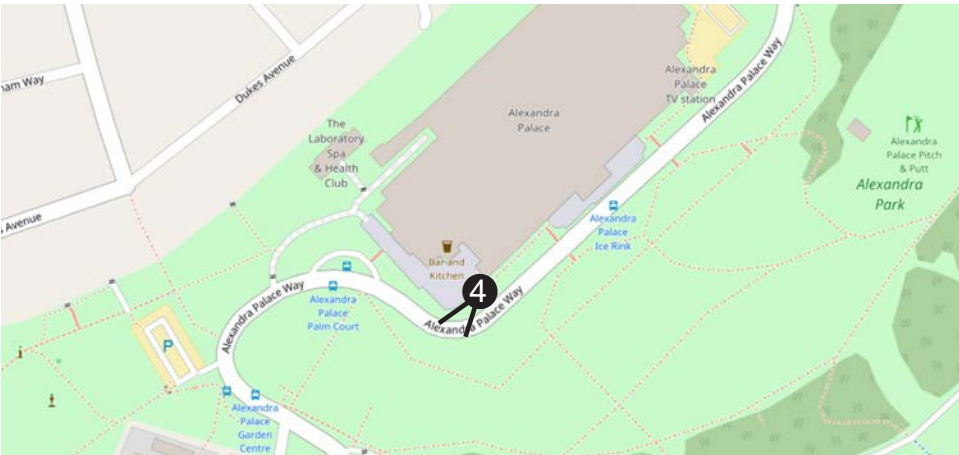 ham Way
Dukes Avenue
Avenue
The
Laboratory
Spa
& Health
Club
Alexandra
Palace
Alexandra
Palace
TV station
Alexandra Palace Way
Alexandra
Palace Pitch
& Putt
Alexandra
Park
Alexandra
Palace
Ice Rink
Bar and
Kitchen
4
Alexandra Palace Way
Alexandra Palace Way
Alexandra
Palace
Palm Court
P
i
Alexandra
Palace
Garden
Centre